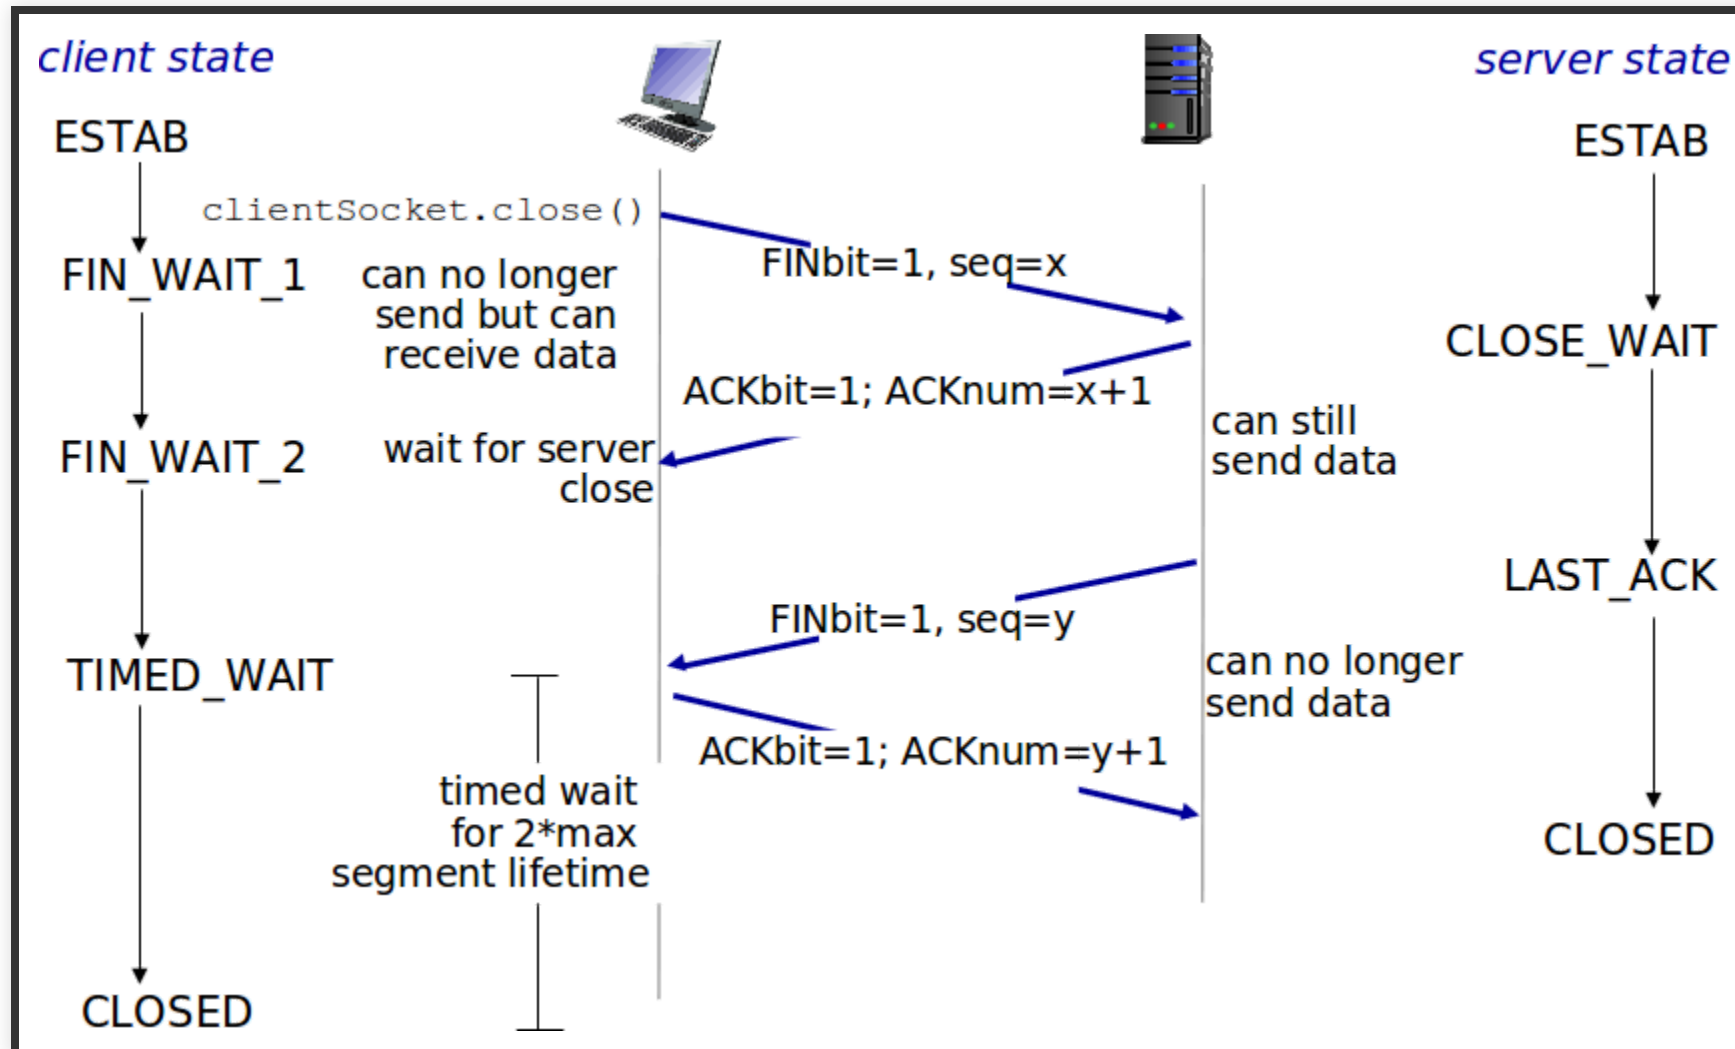 client state
server state
ESTAB
ESTAB
clientSocket.close()
FINbit=1, seq=x
FIN_WAIT_1
can no longer
send but can
receive data
CLOSE_WAIT
ACKbit=1; ACKnum=x+1
can still
send data
FIN_WAIT_2
wait for server
close
LAST_ACK
FINbit=1, seq=y
can no longer
send data
TIMED_WAIT
ACKbit=1; ACKnum=y+1
timed wait
for 2*max
segment lifetime
CLOSED
CLOSED